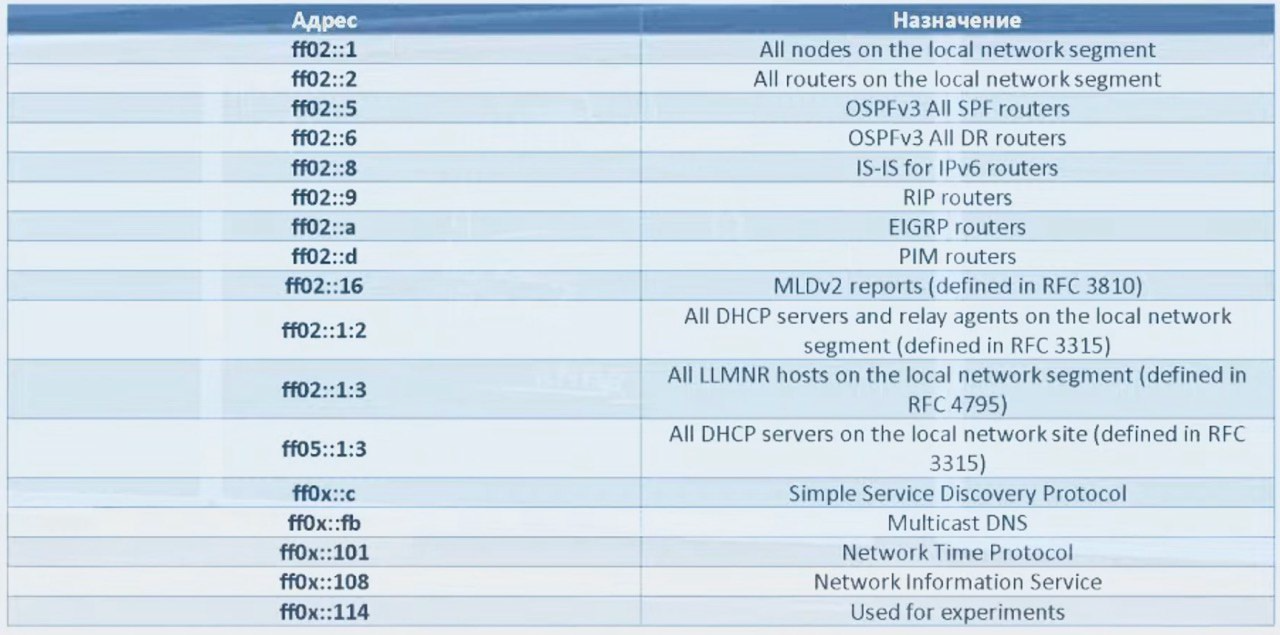 Адрес Назначение
ff02::1 All nodes on the local network segment
ff02::2 All routers on the local network segment
ff02::5 OSPFv3 All SPF routers
ff02::6 OSPFv3 All DR routers
ff02::8 IS-IS for IPv6 routers
ff02::9 RIP routers
ff02::a EIGRP routers
ff02::d PIM routers
ff02::16 MLDv2 reports (defined in RFC 3810)
ff02::1:2 All DHCP servers and relay agents on the local network
segment (defined in RFC 3315)
ff02::1:3 All LLMNR hosts on the local network segment (defined in
RFC 4795)
ff05::1:3 All DHCP servers on the local network site (defined in RFC
3315)
ff0x::c Simple Service Discovery Protocol
ff0x::fb Multicast DNS
ff0x::101 Network Time Protocol
ff0x::108 Network Information Service
ff0x::114 Used for experiments